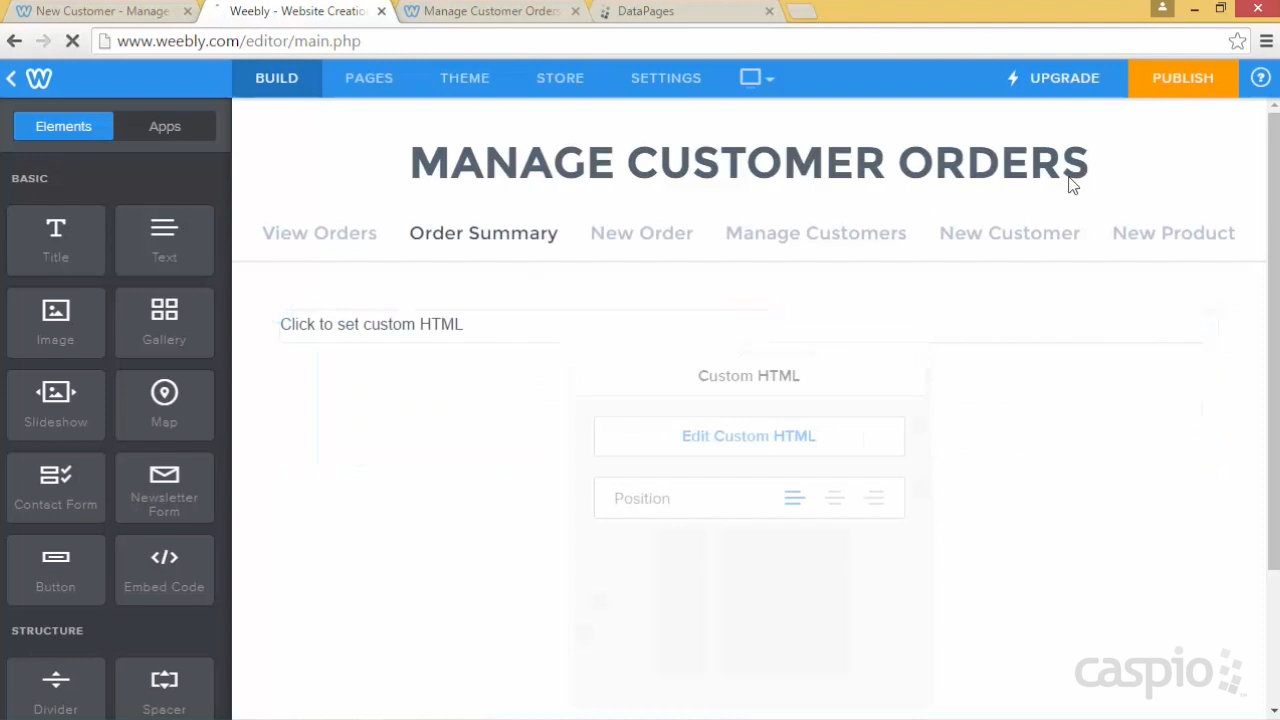 New Customer - Manage
Weebly - Website Creation
Manage Customer Orders
DataPages
www.weebly.com/editor/main.php
BUILD PAGES THEME STORE SETTINGS UPGRADE PUBLISH ?
Elements Apps
MANAGE CUSTOMER ORDERS
BASIC
Title Text
View Orders Order Summary New Order Manage Customers New Customer New Product
Image Gallery
Click to set custom HTML
Custom HTML
Slideshow Map
Edit Custom HTML
Contact Form Newsletter Form
Position
Button Embed Code
STRUCTURE
Divider Spacer
caspio